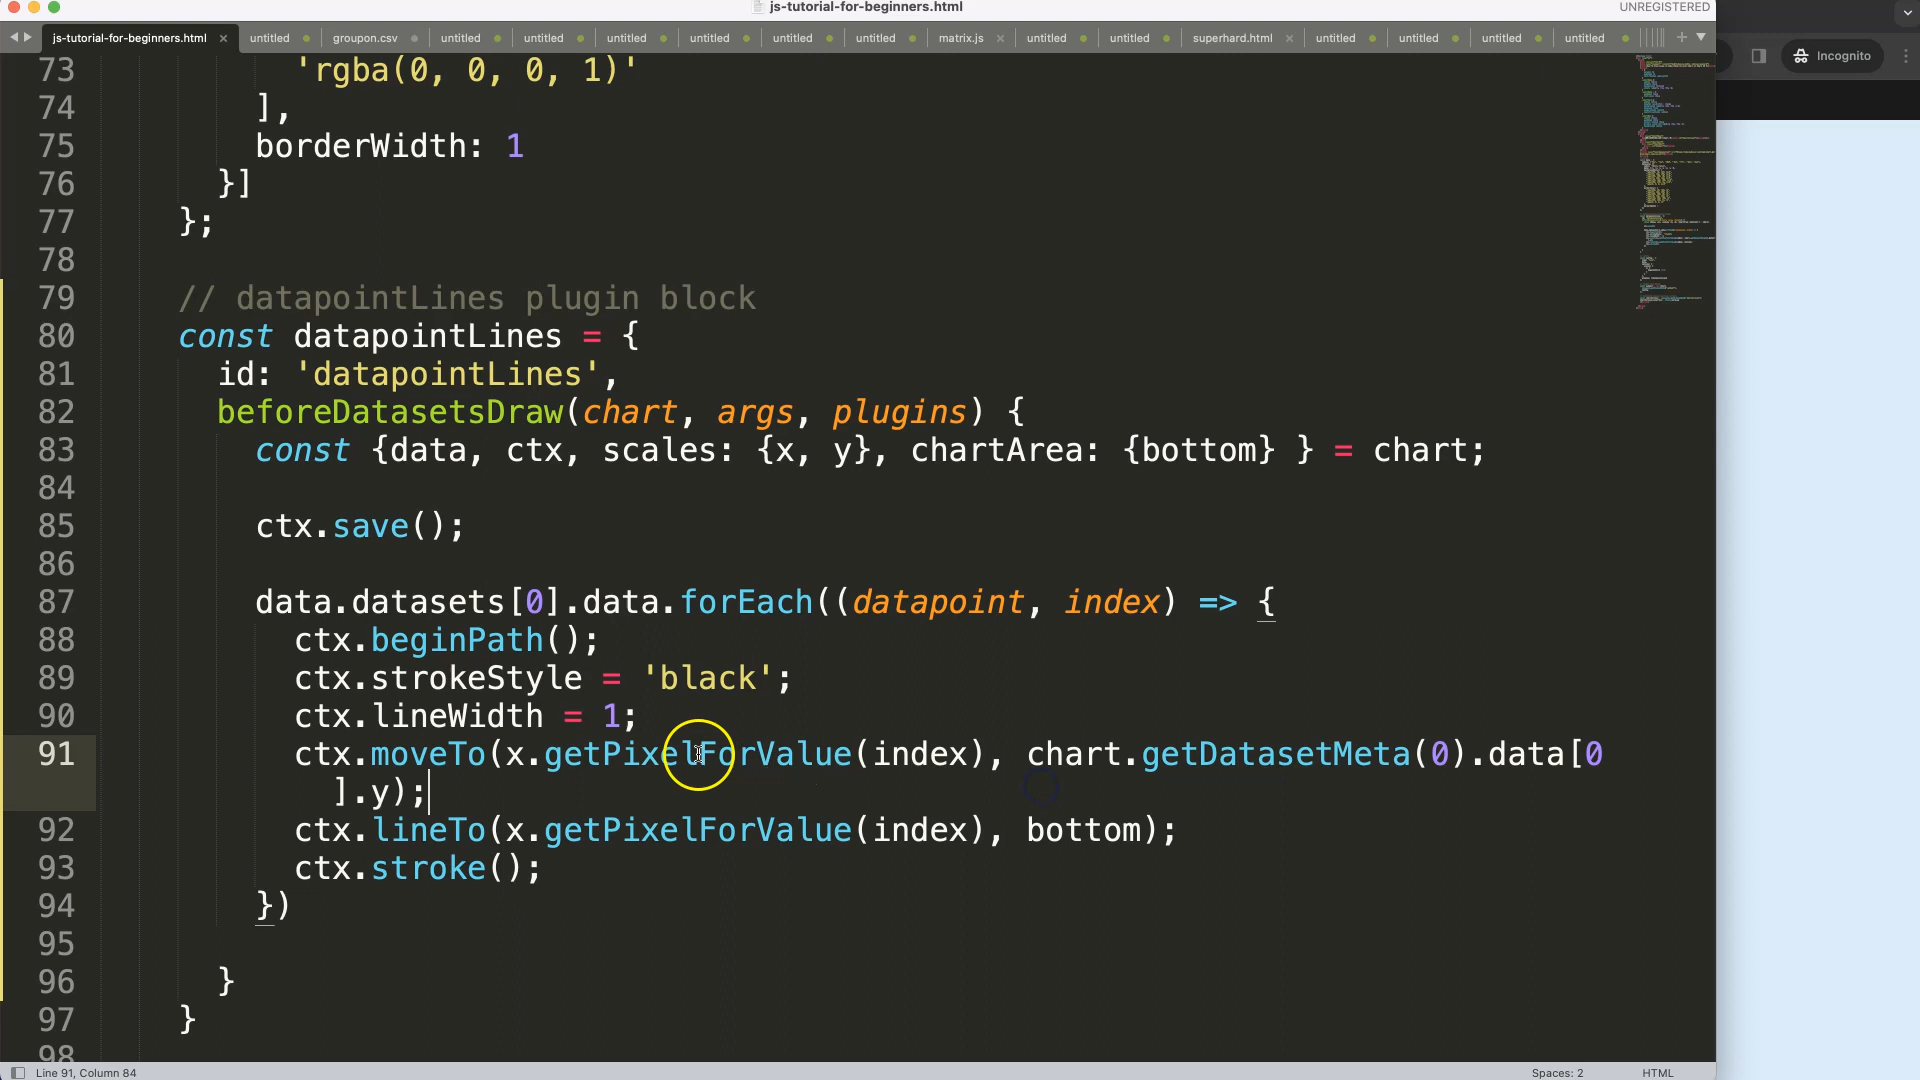 js-tutorial-for-beginners.html
UNREGISTERED
js-tutorial-for-beginners.html untitled groupon.csv untitled untitled untitled untitled untitled untitled matrix.js untitled untitled superhard.html untitled untitled untitled untitled
Incognito
73 'rgba(0, 0, 0, 1)'
74 ],
75 borderWidth: 1
76 }]
77 };
78
79 // datapointLines plugin block
80 const datapointLines = {
81 id: 'datapointLines',
82 beforeDatasetsDraw(chart, args, plugins) {
83 const {data, ctx, scales: {x, y}, chartArea: {bottom} } = chart;
84
85 ctx.save();
86
87 data.datasets[0].data.forEach((datapoint, index) => {
88 ctx.beginPath();
89 ctx.strokeStyle = 'black';
90 ctx.lineWidth = 1;
91 ctx.moveTo(x.getPixelForValue(index), chart.getDatasetMeta(0).data[0
].y);
92 ctx.lineTo(x.getPixelForValue(index), bottom);
93 ctx.stroke();
94 })
95
96 }
97 }
98
Line 91, Column 84
Spaces: 2
HTML